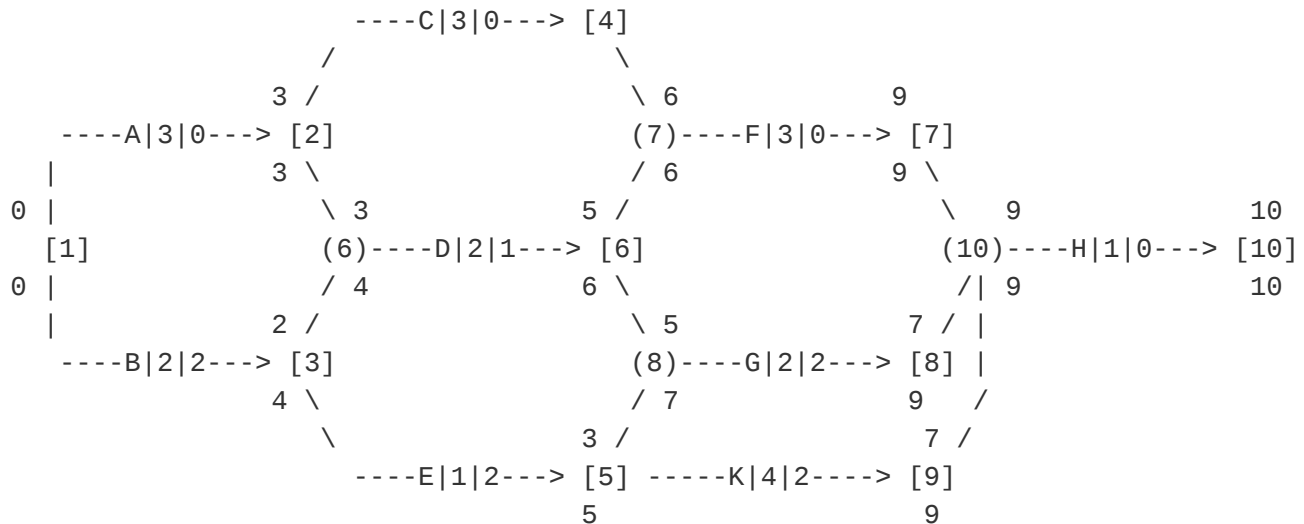 ----C|3|0---> [4]
/ \
3 / \ 6 9
----A|3|0---> [2] (7)----F|3|0---> [7]
| 3 \ / 6 9 \
0 | \ 3 5 / \ 9 10
[1] (6)----D|2|1---> [6] (10)----H|1|0---> [10]
0 | / 4 6 \ /| 9 10
| 2 / \ 5 7 / |
----B|2|2---> [3] (8)----G|2|2---> [8] |
4 \ / 7 9 /
\ 3 / 7 /
----E|1|2---> [5] -----K|4|2----> [9]
5 9